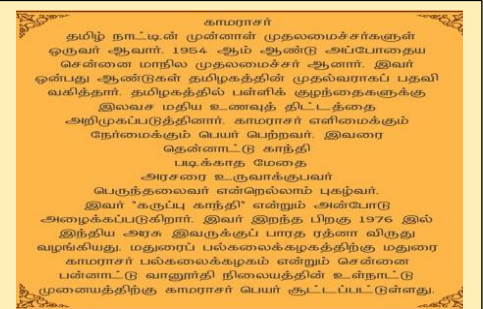 காமராசர்
தமிழ் நாட்டின் முன்னாள் முதலமைச்சர்களுள்
ஒருவர் ஆவார். 1954 ஆம் ஆண்டு அப்போதைய
சென்னை மாநில முதலமைச்சர் ஆனார். இவர்
ஒன்பது ஆண்டுகள் தமிழகத்தின் முதல்வராகப் பதவி
வகித்தார். தமிழகத்தில் பள்ளிக் குழந்தைகளுக்கு
இலவச மதிய உணவுத் திட்டத்தை
அறிமுகப்படுத்தினார். காமராசர் எளிமைக்கும்
நேர்மைக்கும் பெயர் பெற்றவர். இவரை
தென்னாட்டு காந்தி
படிக்காத மேதை
அரசரை உருவாக்குபவர்
பெருந்தலைவர் என்றெல்லாம் புகழ்வர்.
இவர் "கருப்பு காந்தி" என்றும் அன்போடு
அழைக்கப்படுகிறார். இவர் இறந்த பிறகு 1976 இல்
இந்திய அரசு இவருக்குப் பாரத ரத்னா விருது
வழங்கியது. மதுரைப் பல்கலைக்கழகத்திற்கு மதுரை
காமராசர் பல்கலைக்கழகம் என்றும் சென்னை
பன்னாட்டு வானூர்தி நிலையத்தின் உள்நாட்டு
முனையத்திற்கு காமராசர் பெயர் சூட்டப்பட்டுள்ளது.